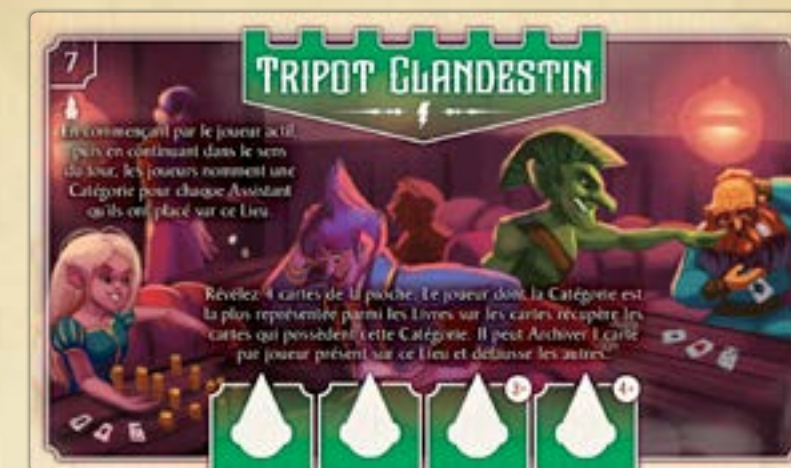 7
TRIPOT CLANDESTIN
En commençant par le joueur actif,
puis en continuant dans le sens
du tour, les joueurs nomment une
Catégorie pour chaque Assistant
qu'ils ont placé sur ce Lieu.
Révélez 4 cartes de la pioche. Le joueur dont la Catégorie est
la plus représentée parmi les Livres sur les cartes récupère les
cartes qui possèdent cette Catégorie. Il peut Archiver 1 carte
par joueur présent sur ce Lieu et défausse les autres.
3+
4+